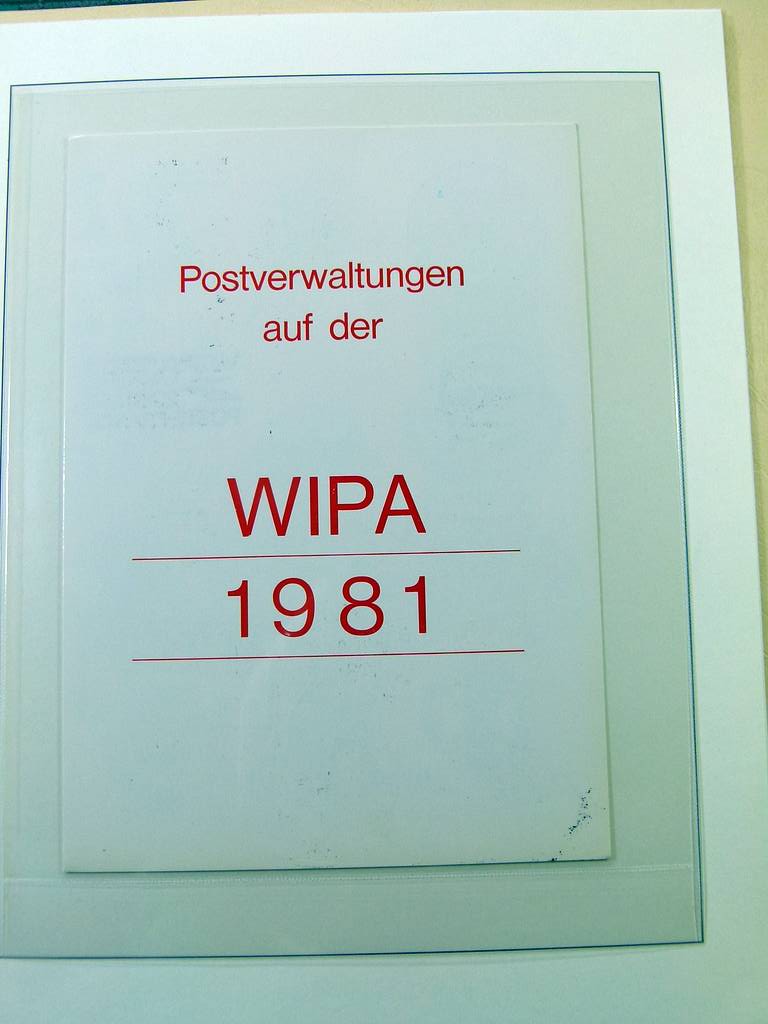 Postverwaltungen
auf der
WIPA
1981